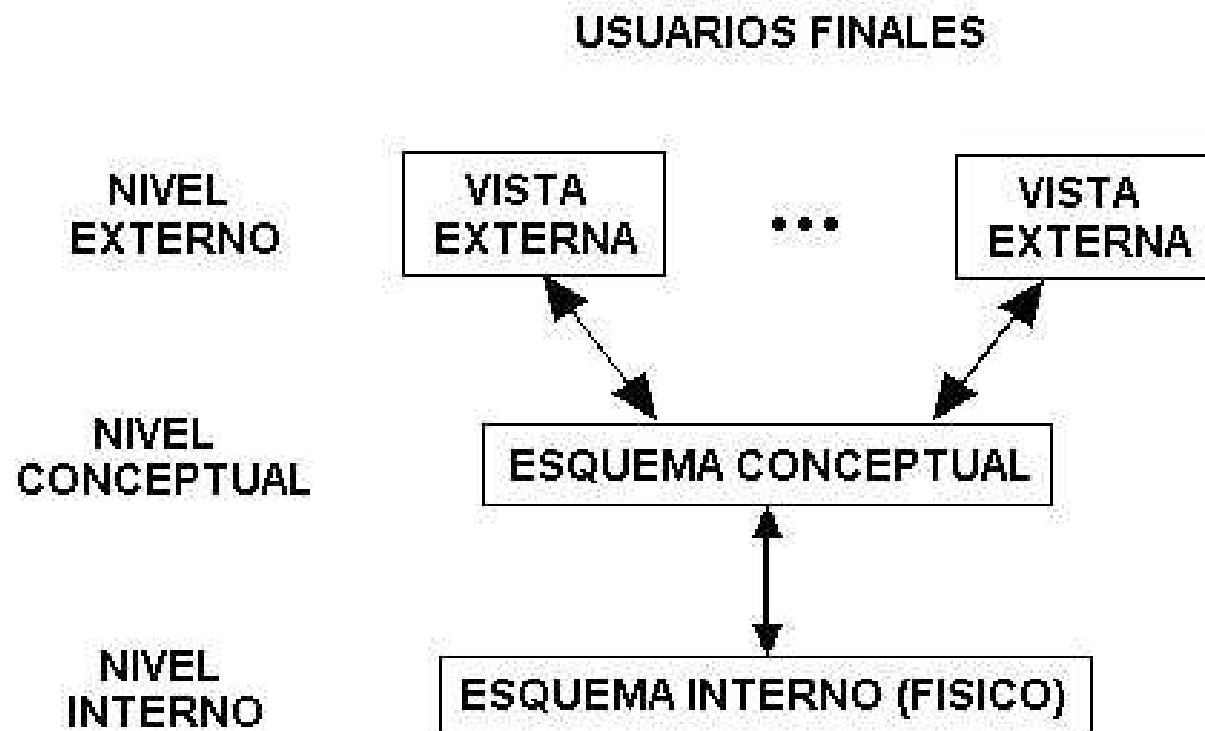 USUARIOS FINALES
NIVEL
EXTERNO
VISTA
EXTERNA
...
VISTA
EXTERNA
NIVEL
CONCEPTUAL
ESQUEMA CONCEPTUAL
NIVEL
INTERNO
ESQUEMA INTERNO (FISICO)